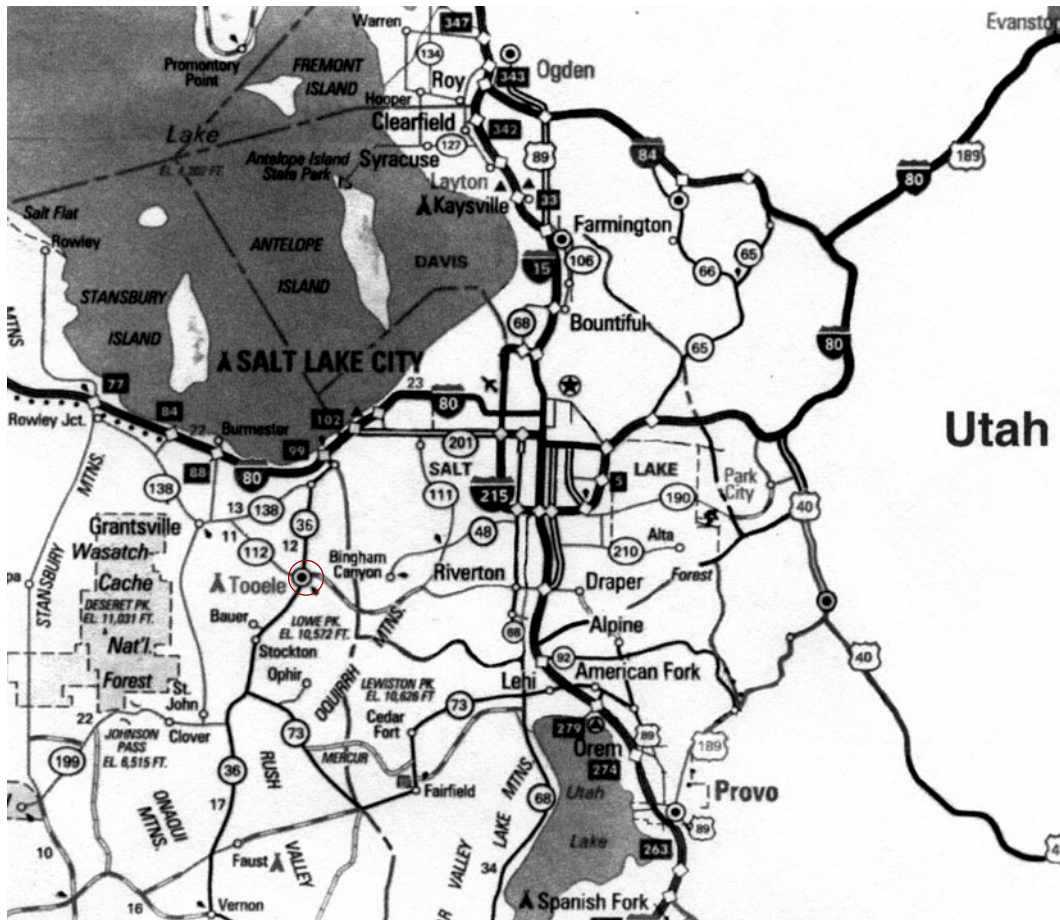 Warren
347
Evanston
Promontory
Point
FREMONT
ISLAND
134
Roy
343
Ogden
Hooper
Clearfield
342
Lake
Antelope Island
State Park
Syracuse
127
89
84
189
80
Layton
Kaysville
33
Farmington
Salt Flat
Rowley
ANTELOPE
ISLAND
DAVIS
15
106
66
65
STANSBURY
ISLAND
MTNS
68
Bountiful
65
80
SALT LAKE CITY
77
23
80
Rowley Jct.
84
22
Burmester
102
99
201
Utah
88
80
SALT
LAKE
5
MTNS.
138
111
215
190
Park
City
40
13
138
36
48
Grantsville
11
112
12
210
Alta
Wasatch-
Cache
Bingham
Canyon
Riverton
Draper
Forest
STANSBURY
Tooele
DESERET PK.
EL. 11,031 FT.
Bauer
LOWE PK.
EL. 10,572 FT.
MTNS.
68
Alpine
Nat'l.
Forest
Stockton
92
American Fork
40
Ophir
LEWISTON PK.
EL. 10,626 FT
Lehi
St.
John
OQUIRRH
Cedar
Fort
73
22
JOHNSON
PASS
EL. 6,515 FT.
Clover
73
279
Orem
89
189
199
36
RUSH
MERCUR
274
17
Fairfield
MTNS.
68
Utah
Lake
Provo
89
ONAQUI
MTNS.
10
VALLEY
Faust
LAKE
VALLEY
34
263
16
Vernon
Spanish Fork